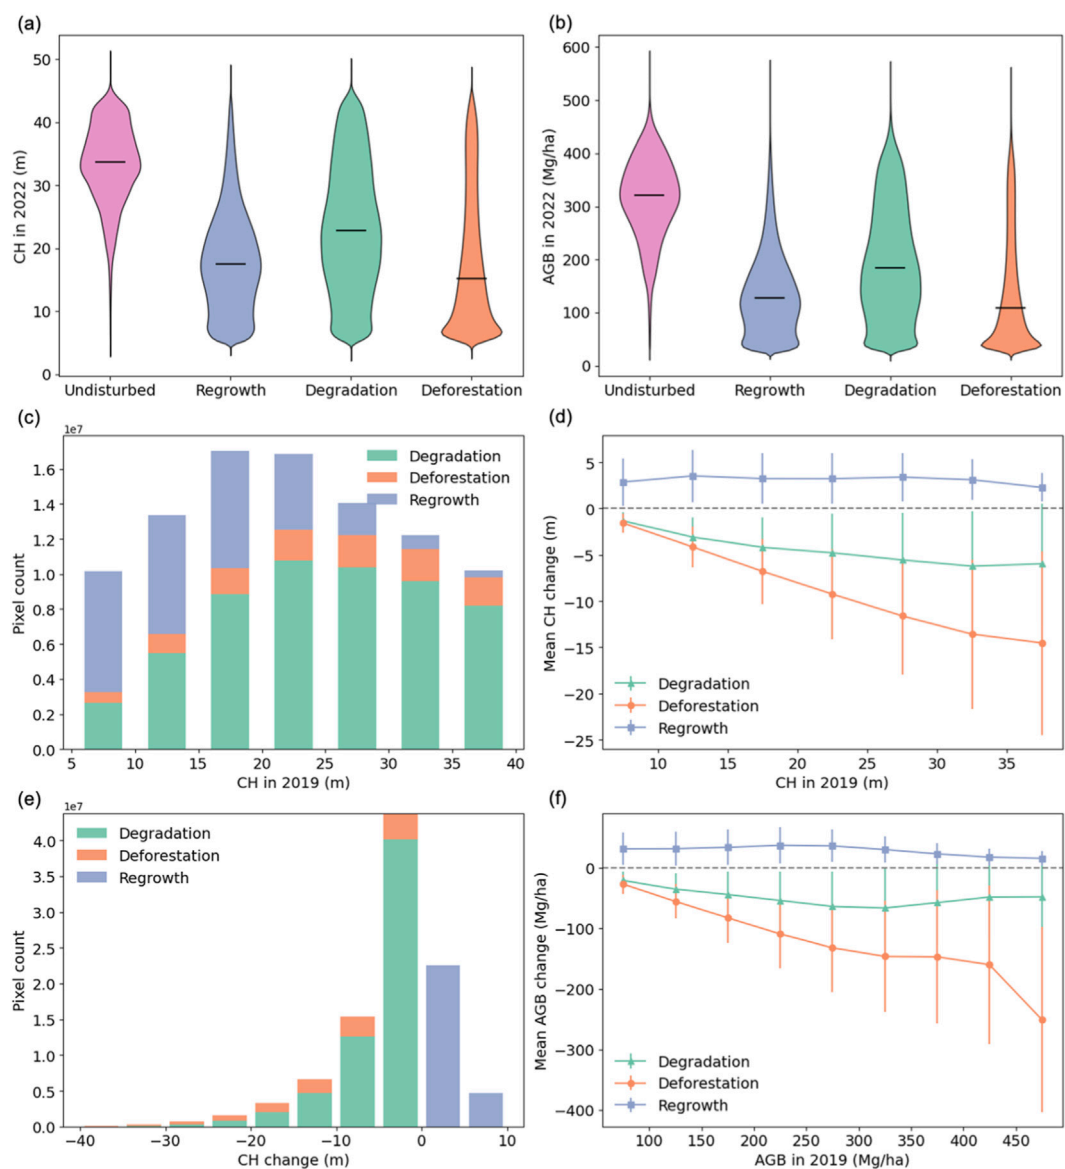 (a)
CH in 2022 (m)
50
40
30
20
10
0
Undisturbed Regrowth Degradation Deforestation
(b)
AGB in 2022 (Mg/ha)
600
500
400
300
200
100
0
Undisturbed Regrowth Degradation Deforestation
(c)
1e7
Pixel count
1.6
1.4
1.2
1.0
0.8
0.6
0.4
0.2
0.0
Degradation
Deforestation
Regrowth
5 10 15 20 25 30 35 40
CH in 2019 (m)
(d)
Mean CH change (m)
5
0
−5
−10
−15
−20
−25
Degradation
Deforestation
Regrowth
10 15 20 25 30 35
CH in 2019 (m)
(e)
1e7
Pixel count
4.0
3.5
3.0
2.5
2.0
1.5
1.0
0.5
0.0
Degradation
Deforestation
Regrowth
−40 −30 −20 −10 0 10
CH change (m)
(f)
Mean AGB change (Mg/ha)
0
−100
−200
−300
−400
Degradation
Deforestation
Regrowth
100 150 200 250 300 350 400 450
AGB in 2019 (Mg/ha)